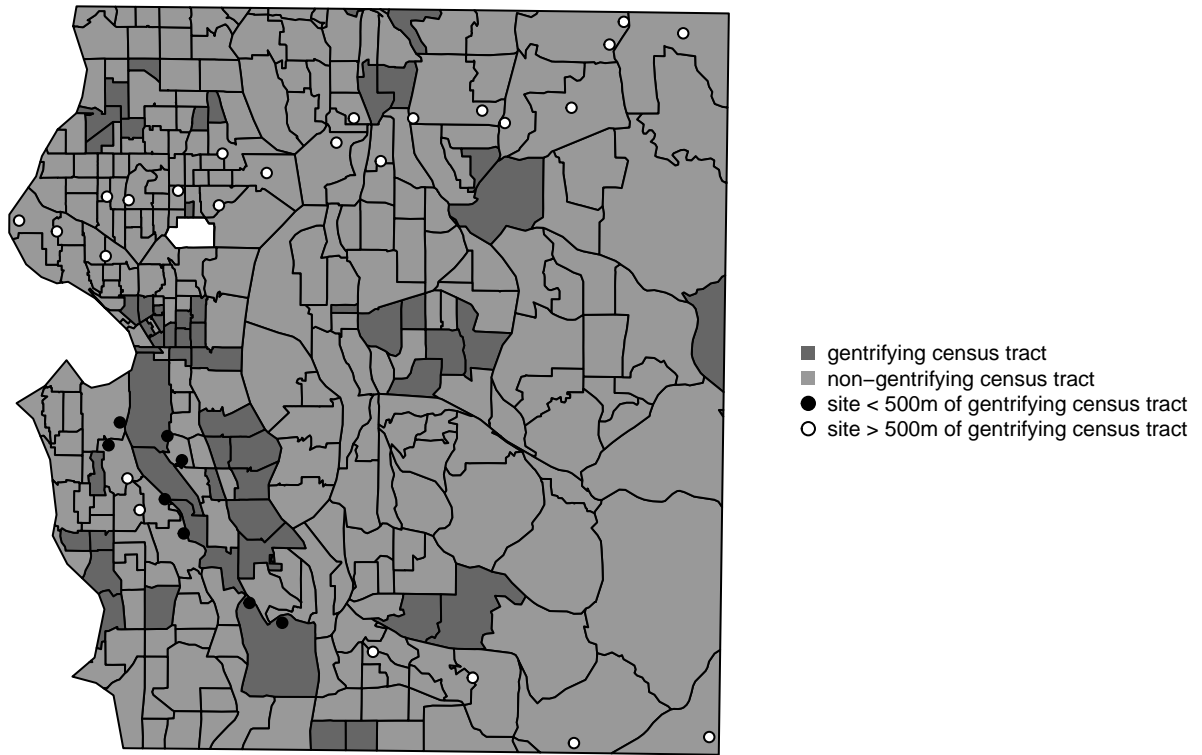 gentrifying census tract
non−gentrifying census tract
site < 500m of gentrifying census tract
site > 500m of gentrifying census tract